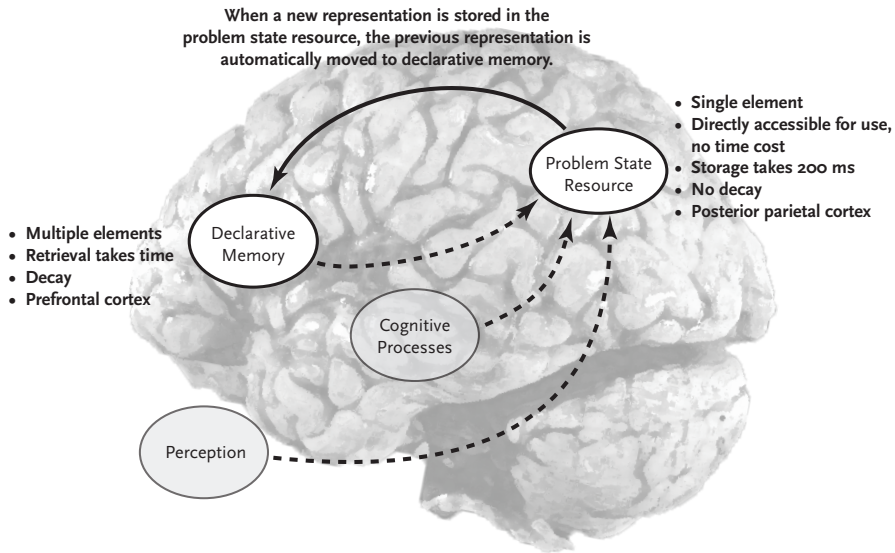 When a new representation is stored in the
problem state resource, the previous representation is
automatically moved to declarative memory.
• Single element
• Directly accessible for use,
no time cost
• Storage takes 200 ms
• No decay
• Posterior parietal cortex
Problem State
Resource
Declarative
Memory
• Multiple elements
• Retrieval takes time
• Decay
• Prefrontal cortex
Cognitive
Processes
Perception